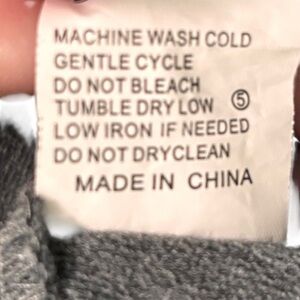 MACHINE WASH COLD
GENTLE CYCLE
DO NOT BLEACH
TUMBLE DRY LOW ⑤
LOW IRON IF NEEDED
DO NOT DRYCLEAN
MADE IN CHINA